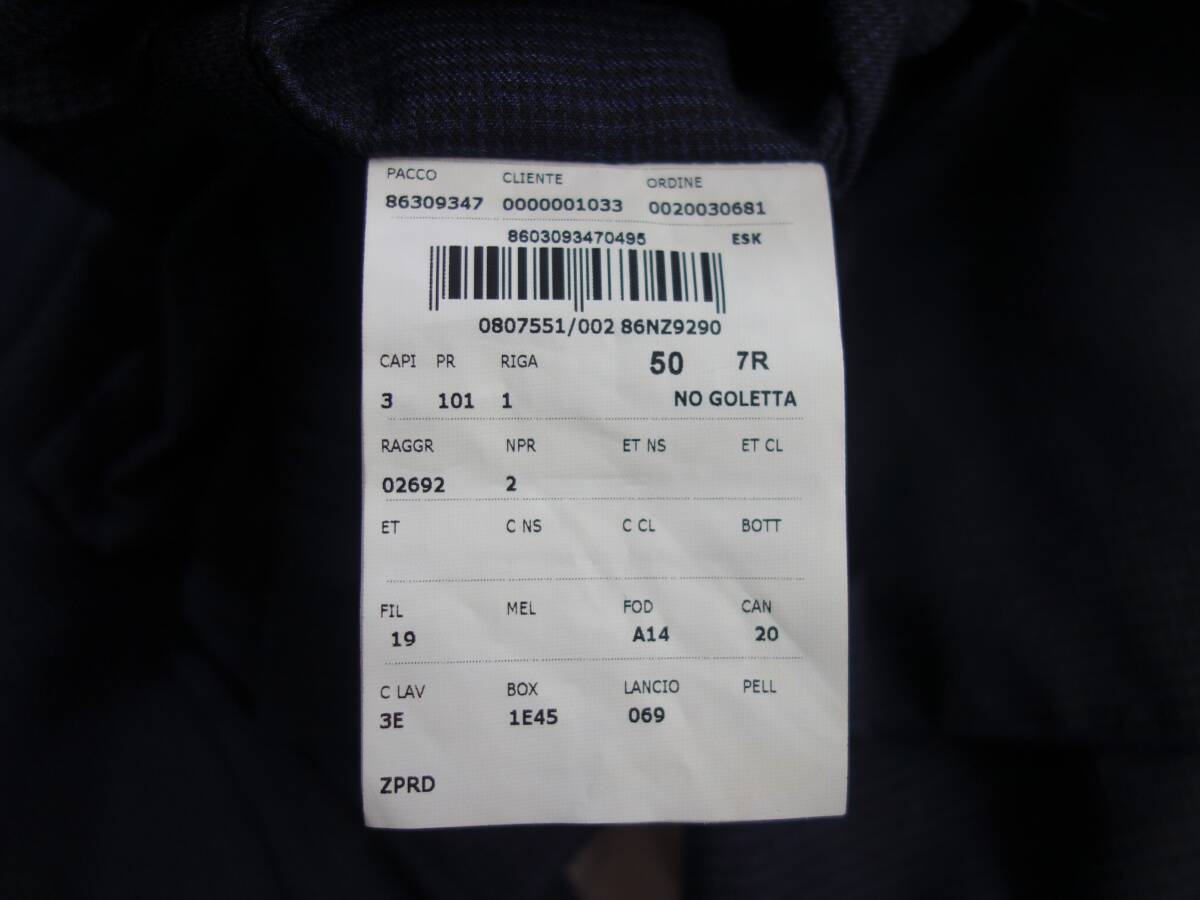 PACCO CLIENTE ORDINE
86309347 0000001033 0020030681
8603093470495 ESK
0807551/002 86NZ9290
CAPI PR RIGA 50 7R
3 101 1 NO GOLETTA
RAGGR NPR ET NS ET CL
02692 2
ET C NS C CL BOTT
FIL MEL FOD CAN
19 A14 20
C LAV BOX LANCIO PELL
3E 1E45 069
ZPRD